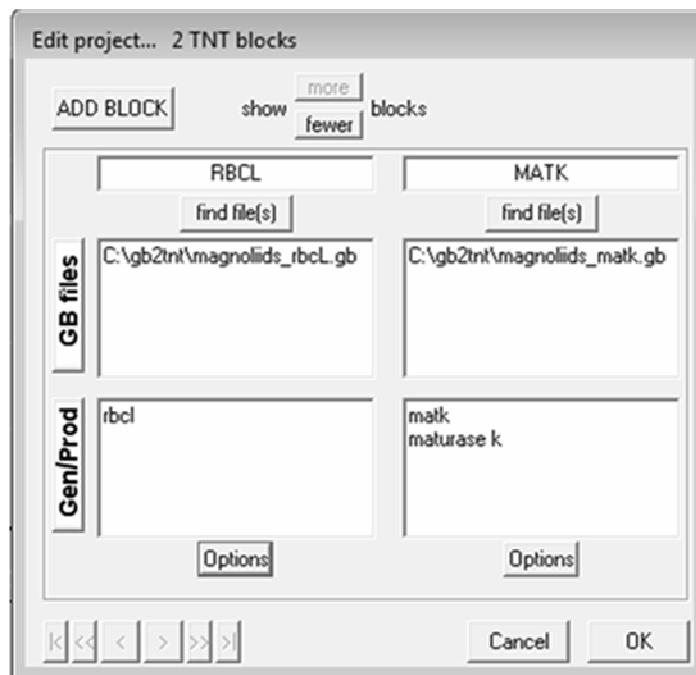 Edit project... 2 TNT blocks
ADD BLOCK
show
more
fewer
blocks
RBCL
MATK
find file(s)
find file(s)
GB files
C:\gb2tnt\magnoliids_rbcL.gb
C:\gb2tnt\magnoliids_matk.gb
Gen/Prod
rbcl
matk
maturase k
Options
Options
|< << < > >> >|
Cancel
OK